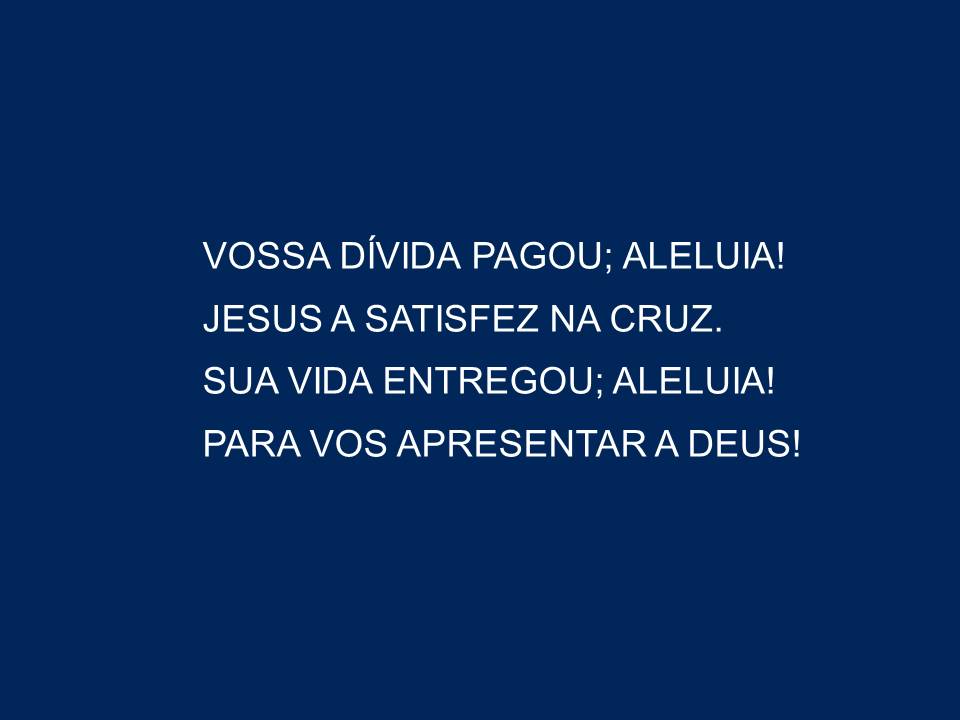 VOSSA DÍVIDA PAGOU; ALELUIA!
JESUS A SATISFEZ NA CRUZ.
SUA VIDA ENTREGOU; ALELUIA!
PARA VOS APRESENTAR A DEUS!